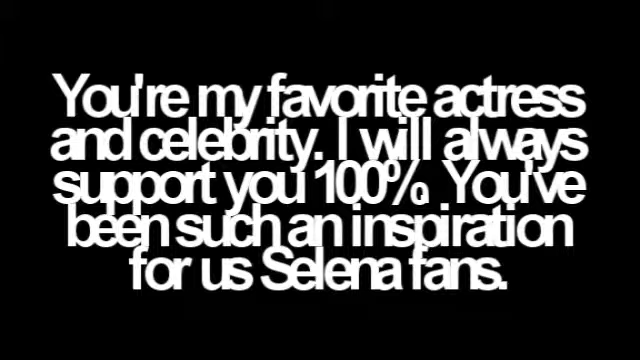 You're my favorite actress
and celebrity. I will always
support you 100%. You've
been such an inspiration
for us Selena fans.